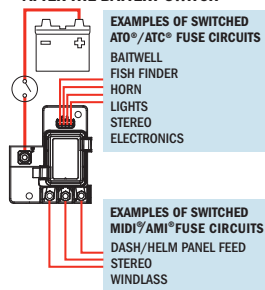 AFTER THE BATTERY SWITCH
EXAMPLES OF SWITCHED
ATO®/ATC® FUSE CIRCUITS
BAITWELL
FISH FINDER
HORN
LIGHTS
STEREO
ELECTRONICS
EXAMPLES OF SWITCHED
MIDI®/AMI® FUSE CIRCUITS
DASH/HELM PANEL FEED
STEREO
WINDLASS